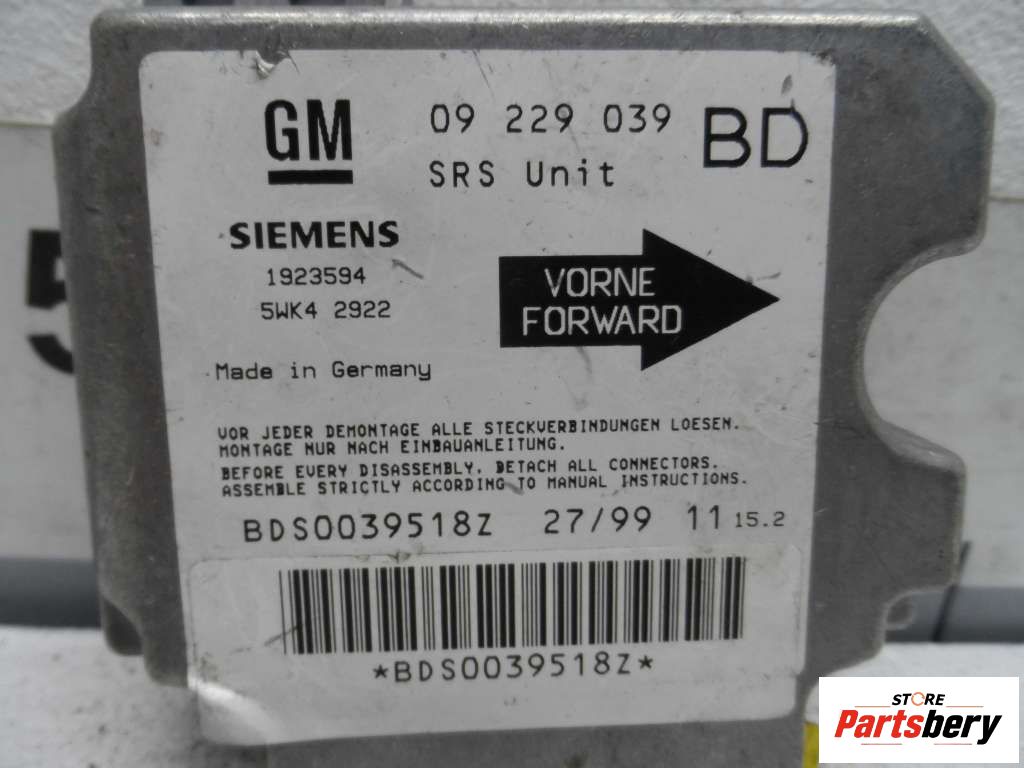 GM
09 229 039
BD
SRS Unit
SIEMENS
1923594
5WK4 2922
VORNE
FORWARD
Made in Germany
VOR JEDER DEMONTAGE ALLE STECKVERBINDUNGEN LOESEN.
MONTAGE NUR NACH EINBAUANLEITUNG.
BEFORE EVERY DISASSEMBLY. DETACH ALL CONNECTORS.
ASSEMBLE STRICTLY ACCORDING TO MANUAL INSTRUCTIONS.
BDS0039518Z 27/99 11 15.2
*BDS0039518Z*
5
STORE
Partsbery